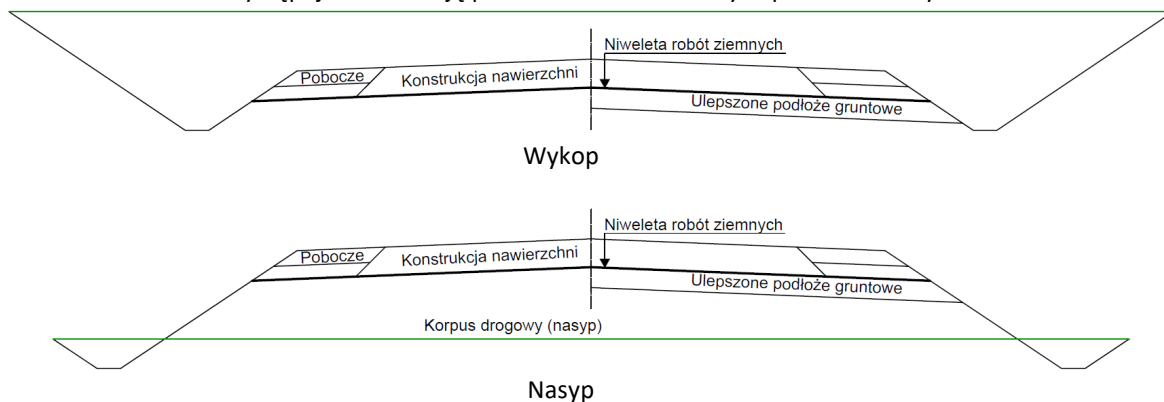 Niweleta robót ziemnych
Pobocze
Konstrukcja nawierzchni
Ulepszone podłoże gruntowe
Wykop
Niweleta robót ziemnych
Pobocze
Konstrukcja nawierzchni
Ulepszone podłoże gruntowe
Korpus drogowy (nasyp)
Nasyp